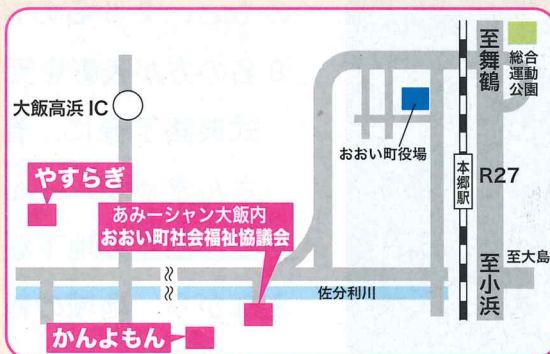 至舞鶴
総合
運動
公園
大飯高浜 IC
おおい町役場
本郷駅
R27
やすらぎ
あみーシャン大飯内
おおい町社会福祉協議会
至大島
至小浜
佐分利川
かんよもん